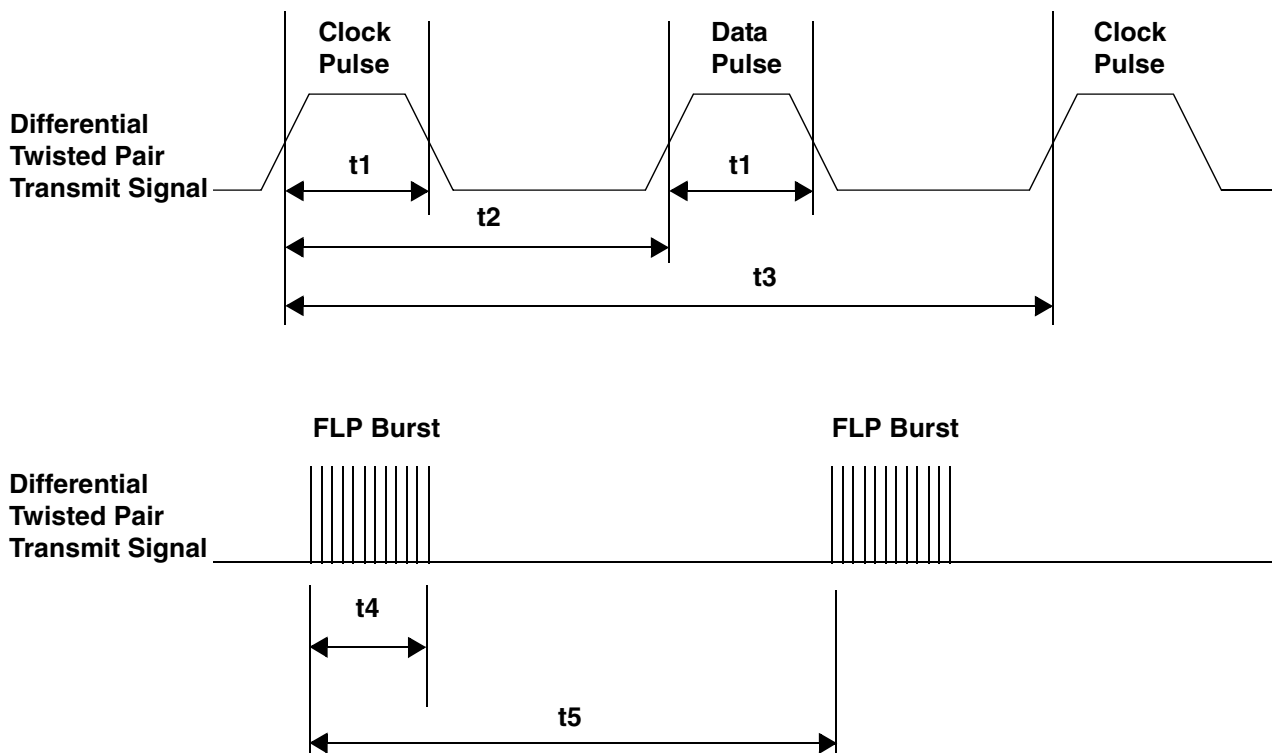 Clock
Pulse
Data
Pulse
Clock
Pulse
Differential
Twisted Pair
Transmit Signal
t1
t1
t2
t3
FLP Burst
FLP Burst
Differential
Twisted Pair
Transmit Signal
t4
t5